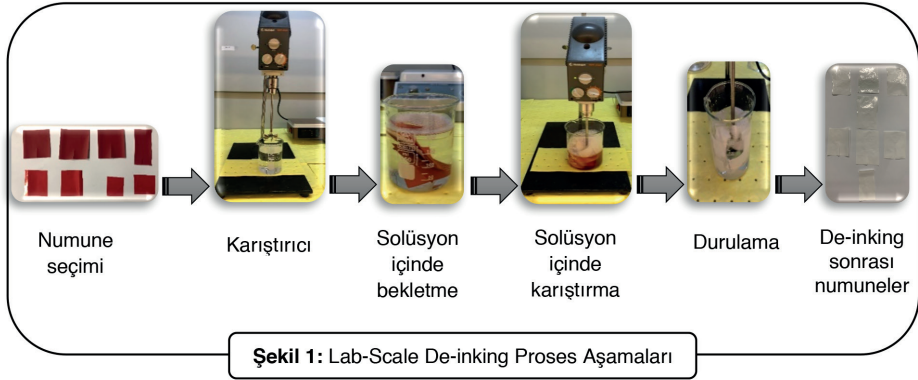 Numune
seçimi
Karıştırıcı
Solüsyon
içinde
bekletme
Solüsyon
içinde
karıştırma
Durulama
De-inking
sonrası
numuneler
Şekil 1: Lab-Scale De-inking Proses Aşamaları